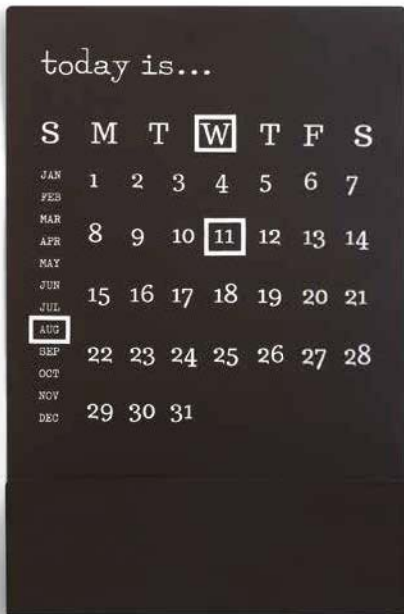 today is...
S M T W T F S
JAN
FEB
MAR
APR
MAY
JUN
JUL
AUG
SEP
OCT
NOV
DEC
1 2 3 4 5 6 7
8 9 10 11 12 13 14
15 16 17 18 19 20 21
22 23 24 25 26 27 28
29 30 31